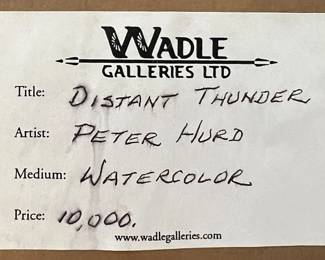 WADLE
GALLERIES LTD
Title: DISTANT THUNDER
Artist: PETER HURD
Medium: WATERCOLOR
Price: 10,000.
www.wadlegalleries.com